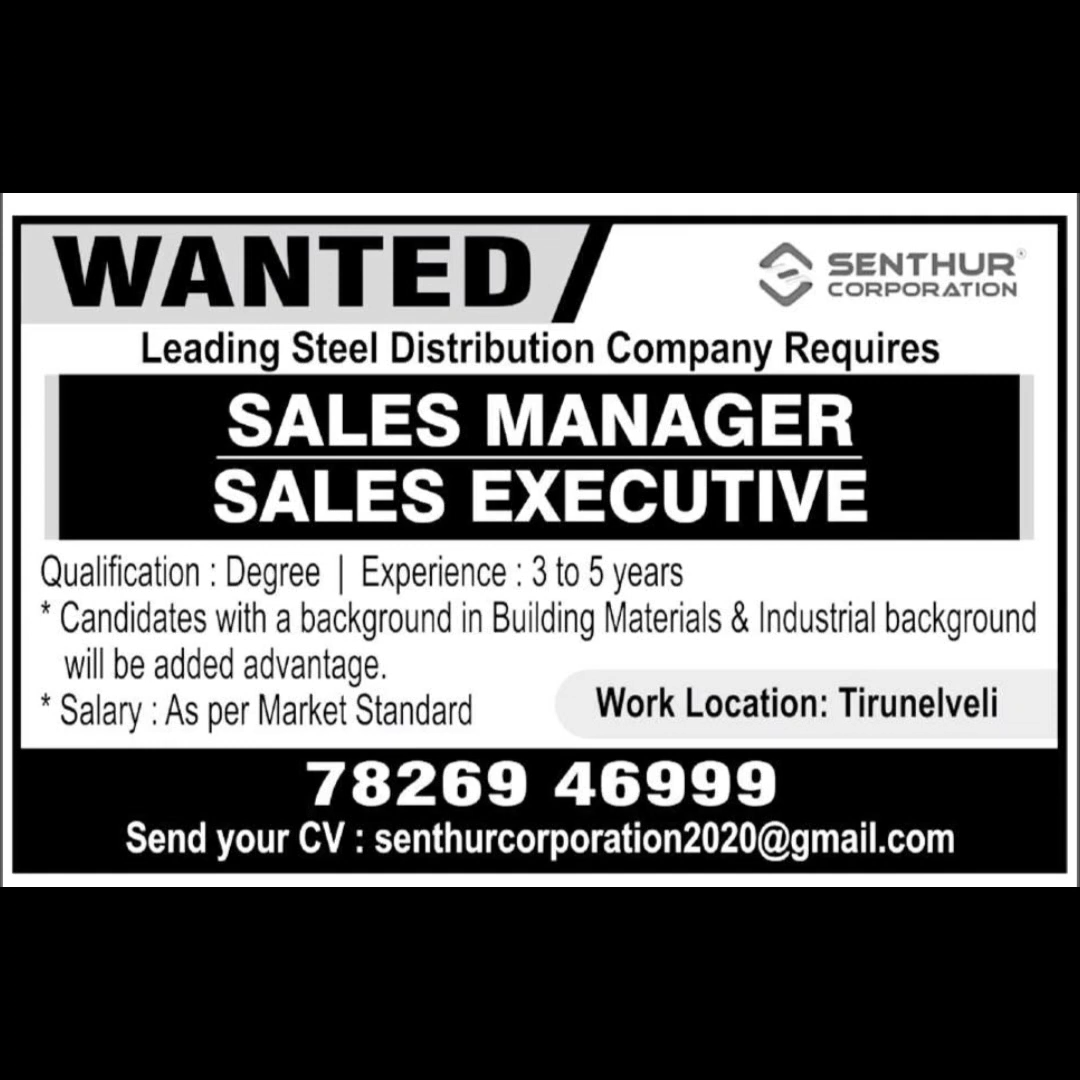 WANTED
SENTHUR®
CORPORATION
Leading Steel Distribution Company Requires
SALES MANAGER
SALES EXECUTIVE
Qualification : Degree | Experience : 3 to 5 years
* Candidates with a background in Building Materials & Industrial background
will be added advantage.
* Salary : As per Market Standard
Work Location: Tirunelveli
78269 46999
Send your CV : senthurcorporation2020@gmail.com